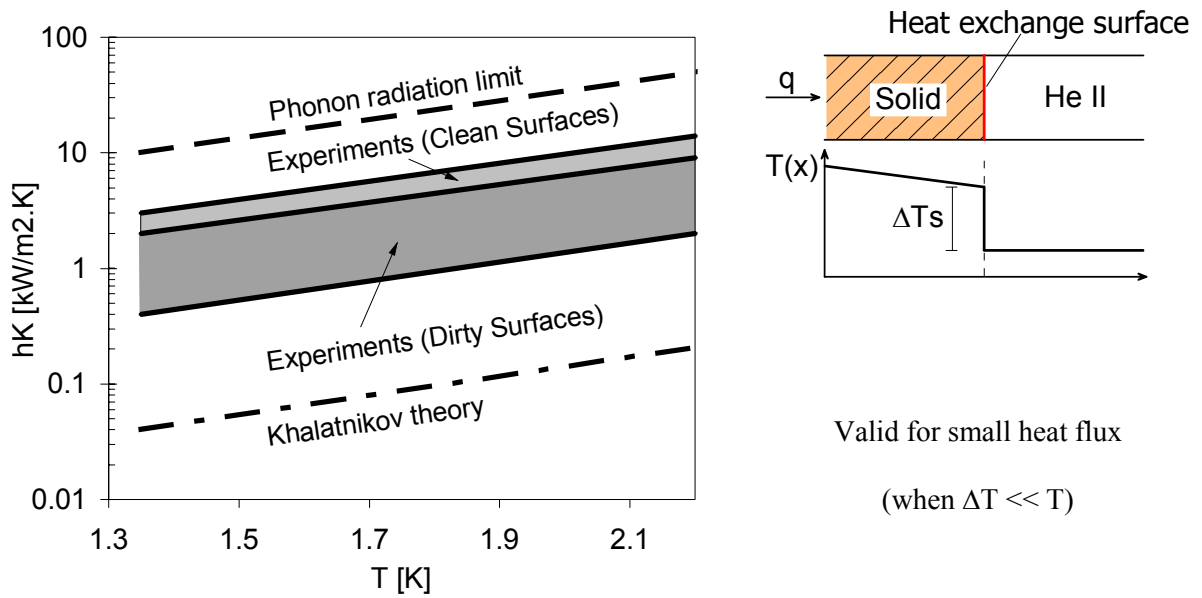 100
10
1
0.1
0.01
hK [kW/m2.K]
1.3
1.5
1.7
1.9
2.1
T [K]
Phonon radiation limit
Experiments (Clean Surfaces)
Experiments (Dirty Surfaces)
Khalatnikov theory
Heat exchange surface
q
Solid
He II
T(x)
ΔTs
Valid for small heat flux
(when ΔT << T)